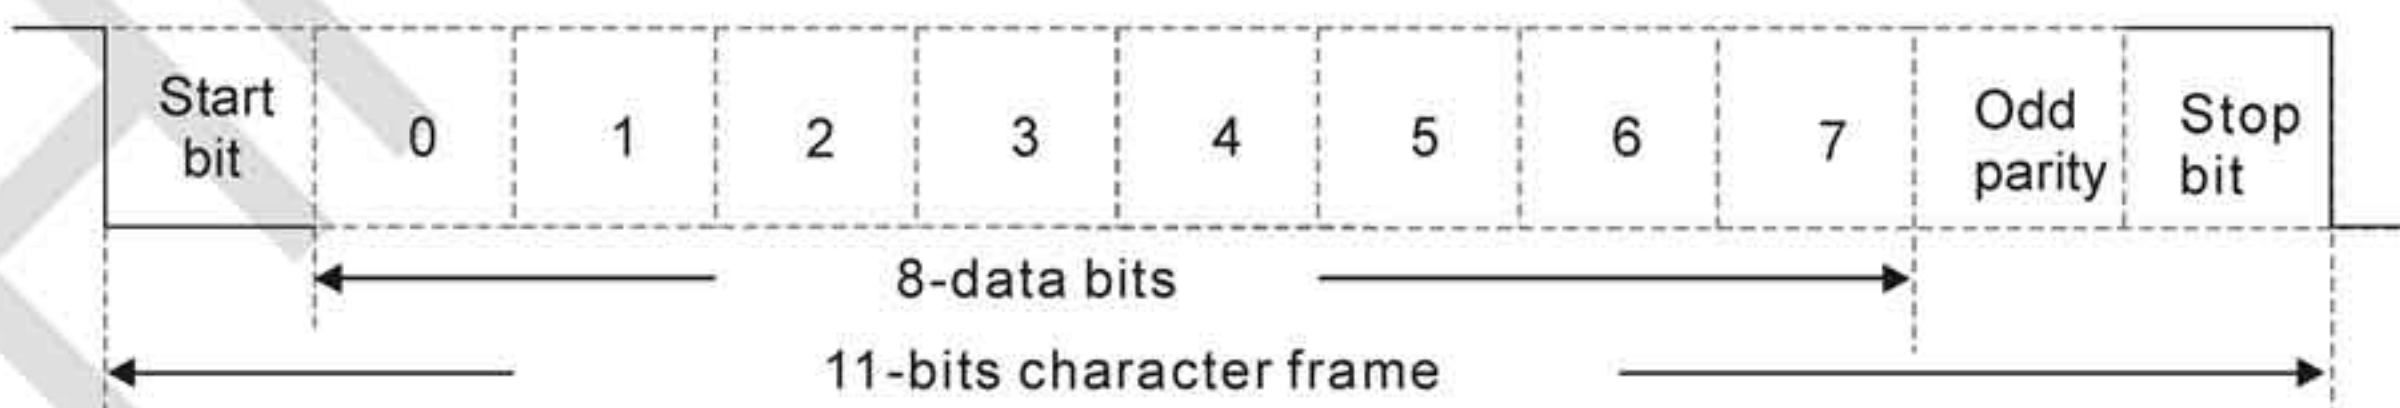 Start
bit
0 1 2 3 4 5 6 7
Odd
parity
Stop
bit
8-data bits
11-bits character frame